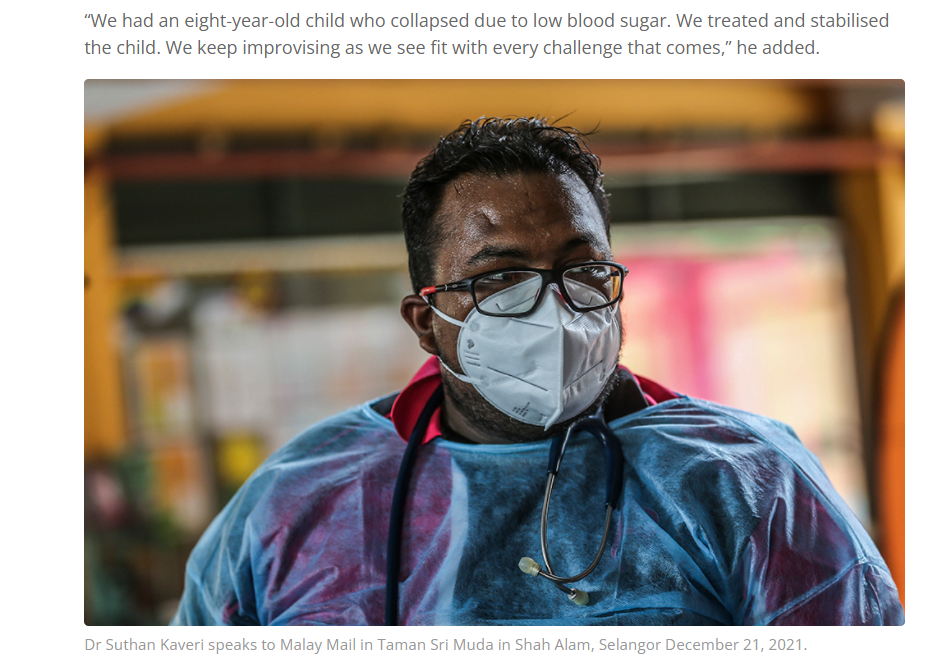 “We had an eight-year-old child who collapsed due to low blood sugar. We treated and stabilised
the child. We keep improvising as we see fit with every challenge that comes,” he added.
Dr Suthan Kaveri speaks to Malay Mail in Taman Sri Muda in Shah Alam, Selangor December 21, 2021.